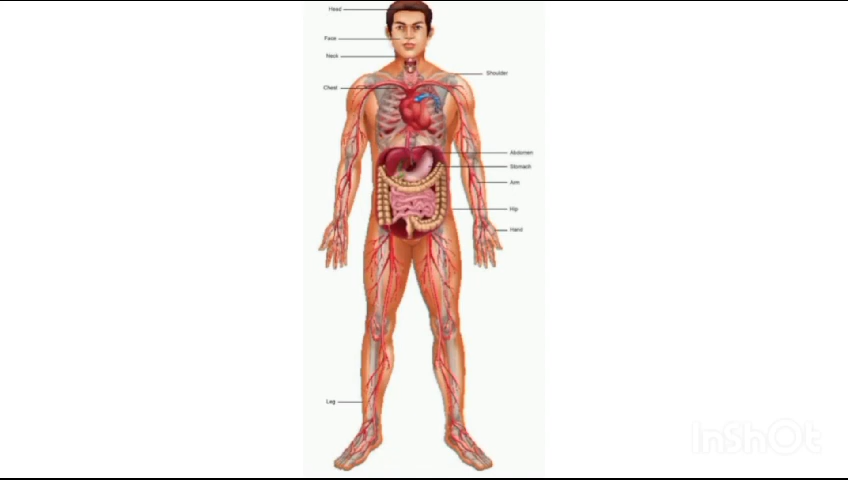 Head
Face
Neck
Shoulder
Chest
Abdomen
Stomach
Arm
Hip
Hand
Leg
InShOt